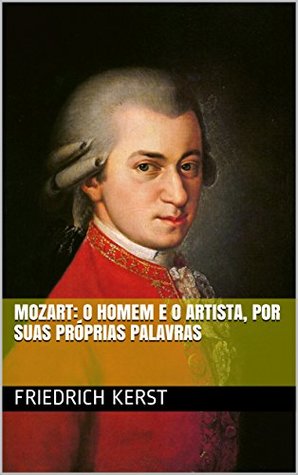 MOZART: O HOMEM E O ARTISTA, POR
SUAS PRÓPRIAS PALAVRAS
FRIEDRICH KERST